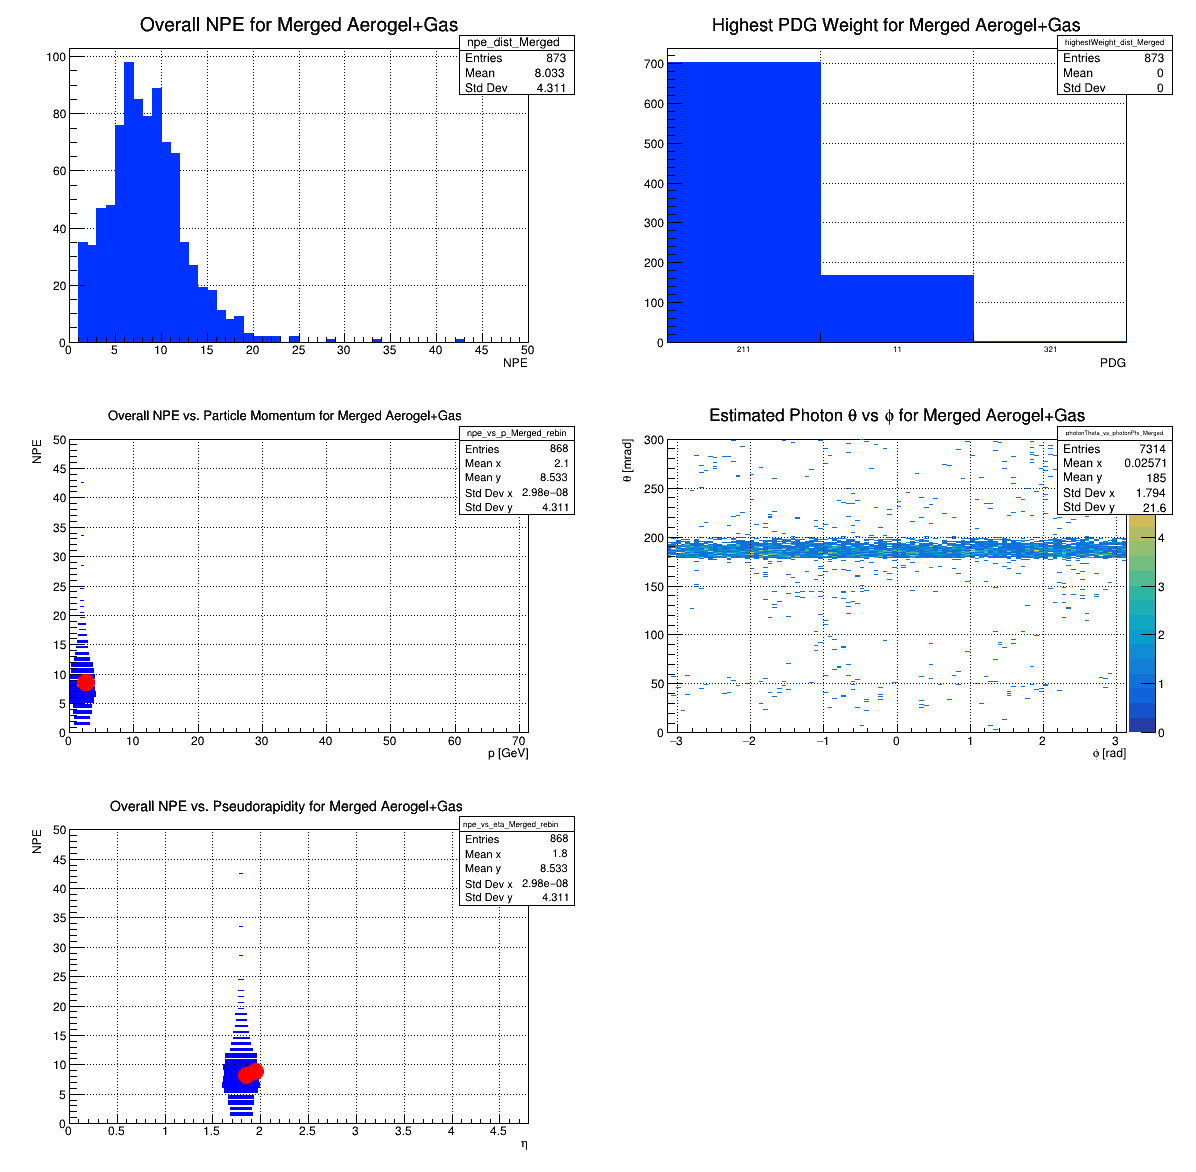 Overall NPE for Merged Aerogel+Gas
npe_dist_Merged
Entries 873
Mean 8.033
Std Dev 4.311
100
80
60
40
20
0
0 5 10 15 20 25 30 35 40 45 50
NPE
Highest PDG Weight for Merged Aerogel+Gas
highestWeight_dist_Merged
Entries 873
Mean 0
Std Dev 0
700
600
500
400
300
200
100
0
211 11 321
PDG
Overall NPE vs. Particle Momentum for Merged Aerogel+Gas
npe_vs_p_Merged_rebin
Entries 868
Mean x 2.1
Mean y 8.533
Std Dev x 2.98e−08
Std Dev y 4.311
NPE
50
45
40
35
30
25
20
15
10
5
0
0 10 20 30 40 50 60 70
p [GeV]
Estimated Photon θ vs ϕ for Merged Aerogel+Gas
photonTheta_vs_photonPhi_Merged
Entries 7314
Mean x 0.02571
Mean y 185
Std Dev x 1.794
Std Dev y 21.6
θ [mrad]
300
250
200
150
100
50
0
−3 −2 −1 0 1 2 3
ϕ [rad]
4
3
2
1
0
Overall NPE vs. Pseudorapidity for Merged Aerogel+Gas
npe_vs_eta_Merged_rebin
Entries 868
Mean x 1.8
Mean y 8.533
Std Dev x 2.98e−08
Std Dev y 4.311
NPE
50
45
40
35
30
25
20
15
10
5
0
0 0.5 1 1.5 2 2.5 3 3.5 4 4.5
η